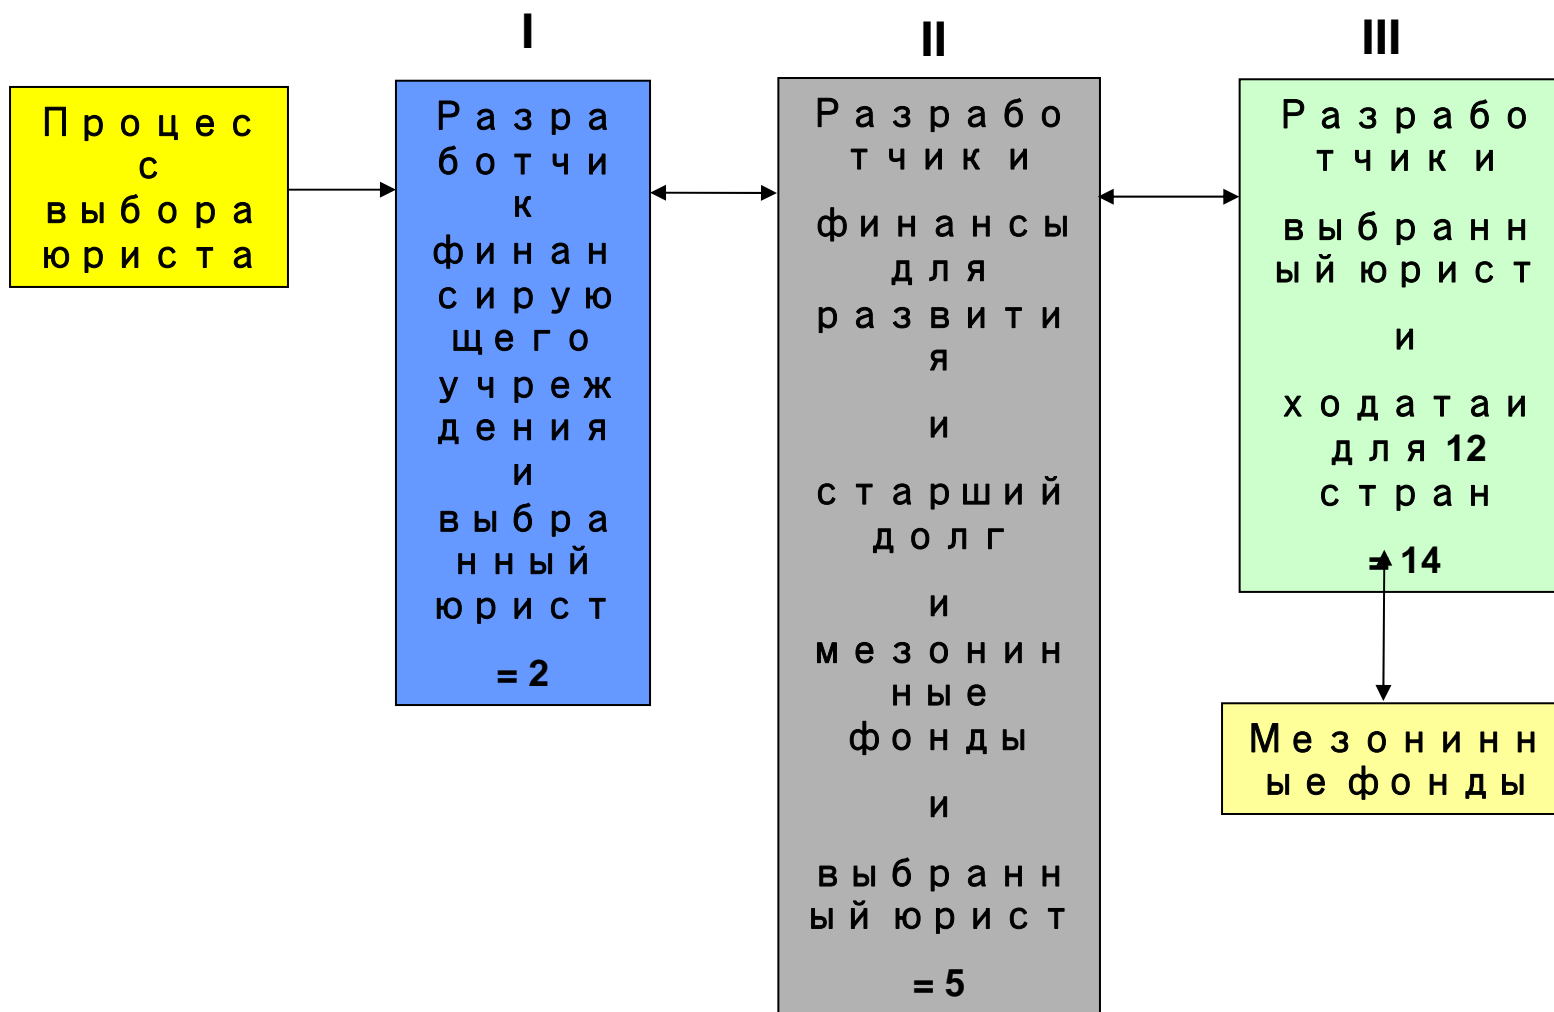 I
II
III
Процес
с
выбора
юриста
Разра
ботчи
к
финан
сирую
щего
учреж
дения
и
выбра
нный
юрист
= 2
Разрабо
тчики
финансы
для
развити
я
и
старший
долг
и
мезонин
ные
фонды
и
выбранн
ый юрист
= 5
Разрабо
тчики
выбранн
ый юрист
и
ходатаи
для 12
стран
= 14
Мезонинн
ые фонды